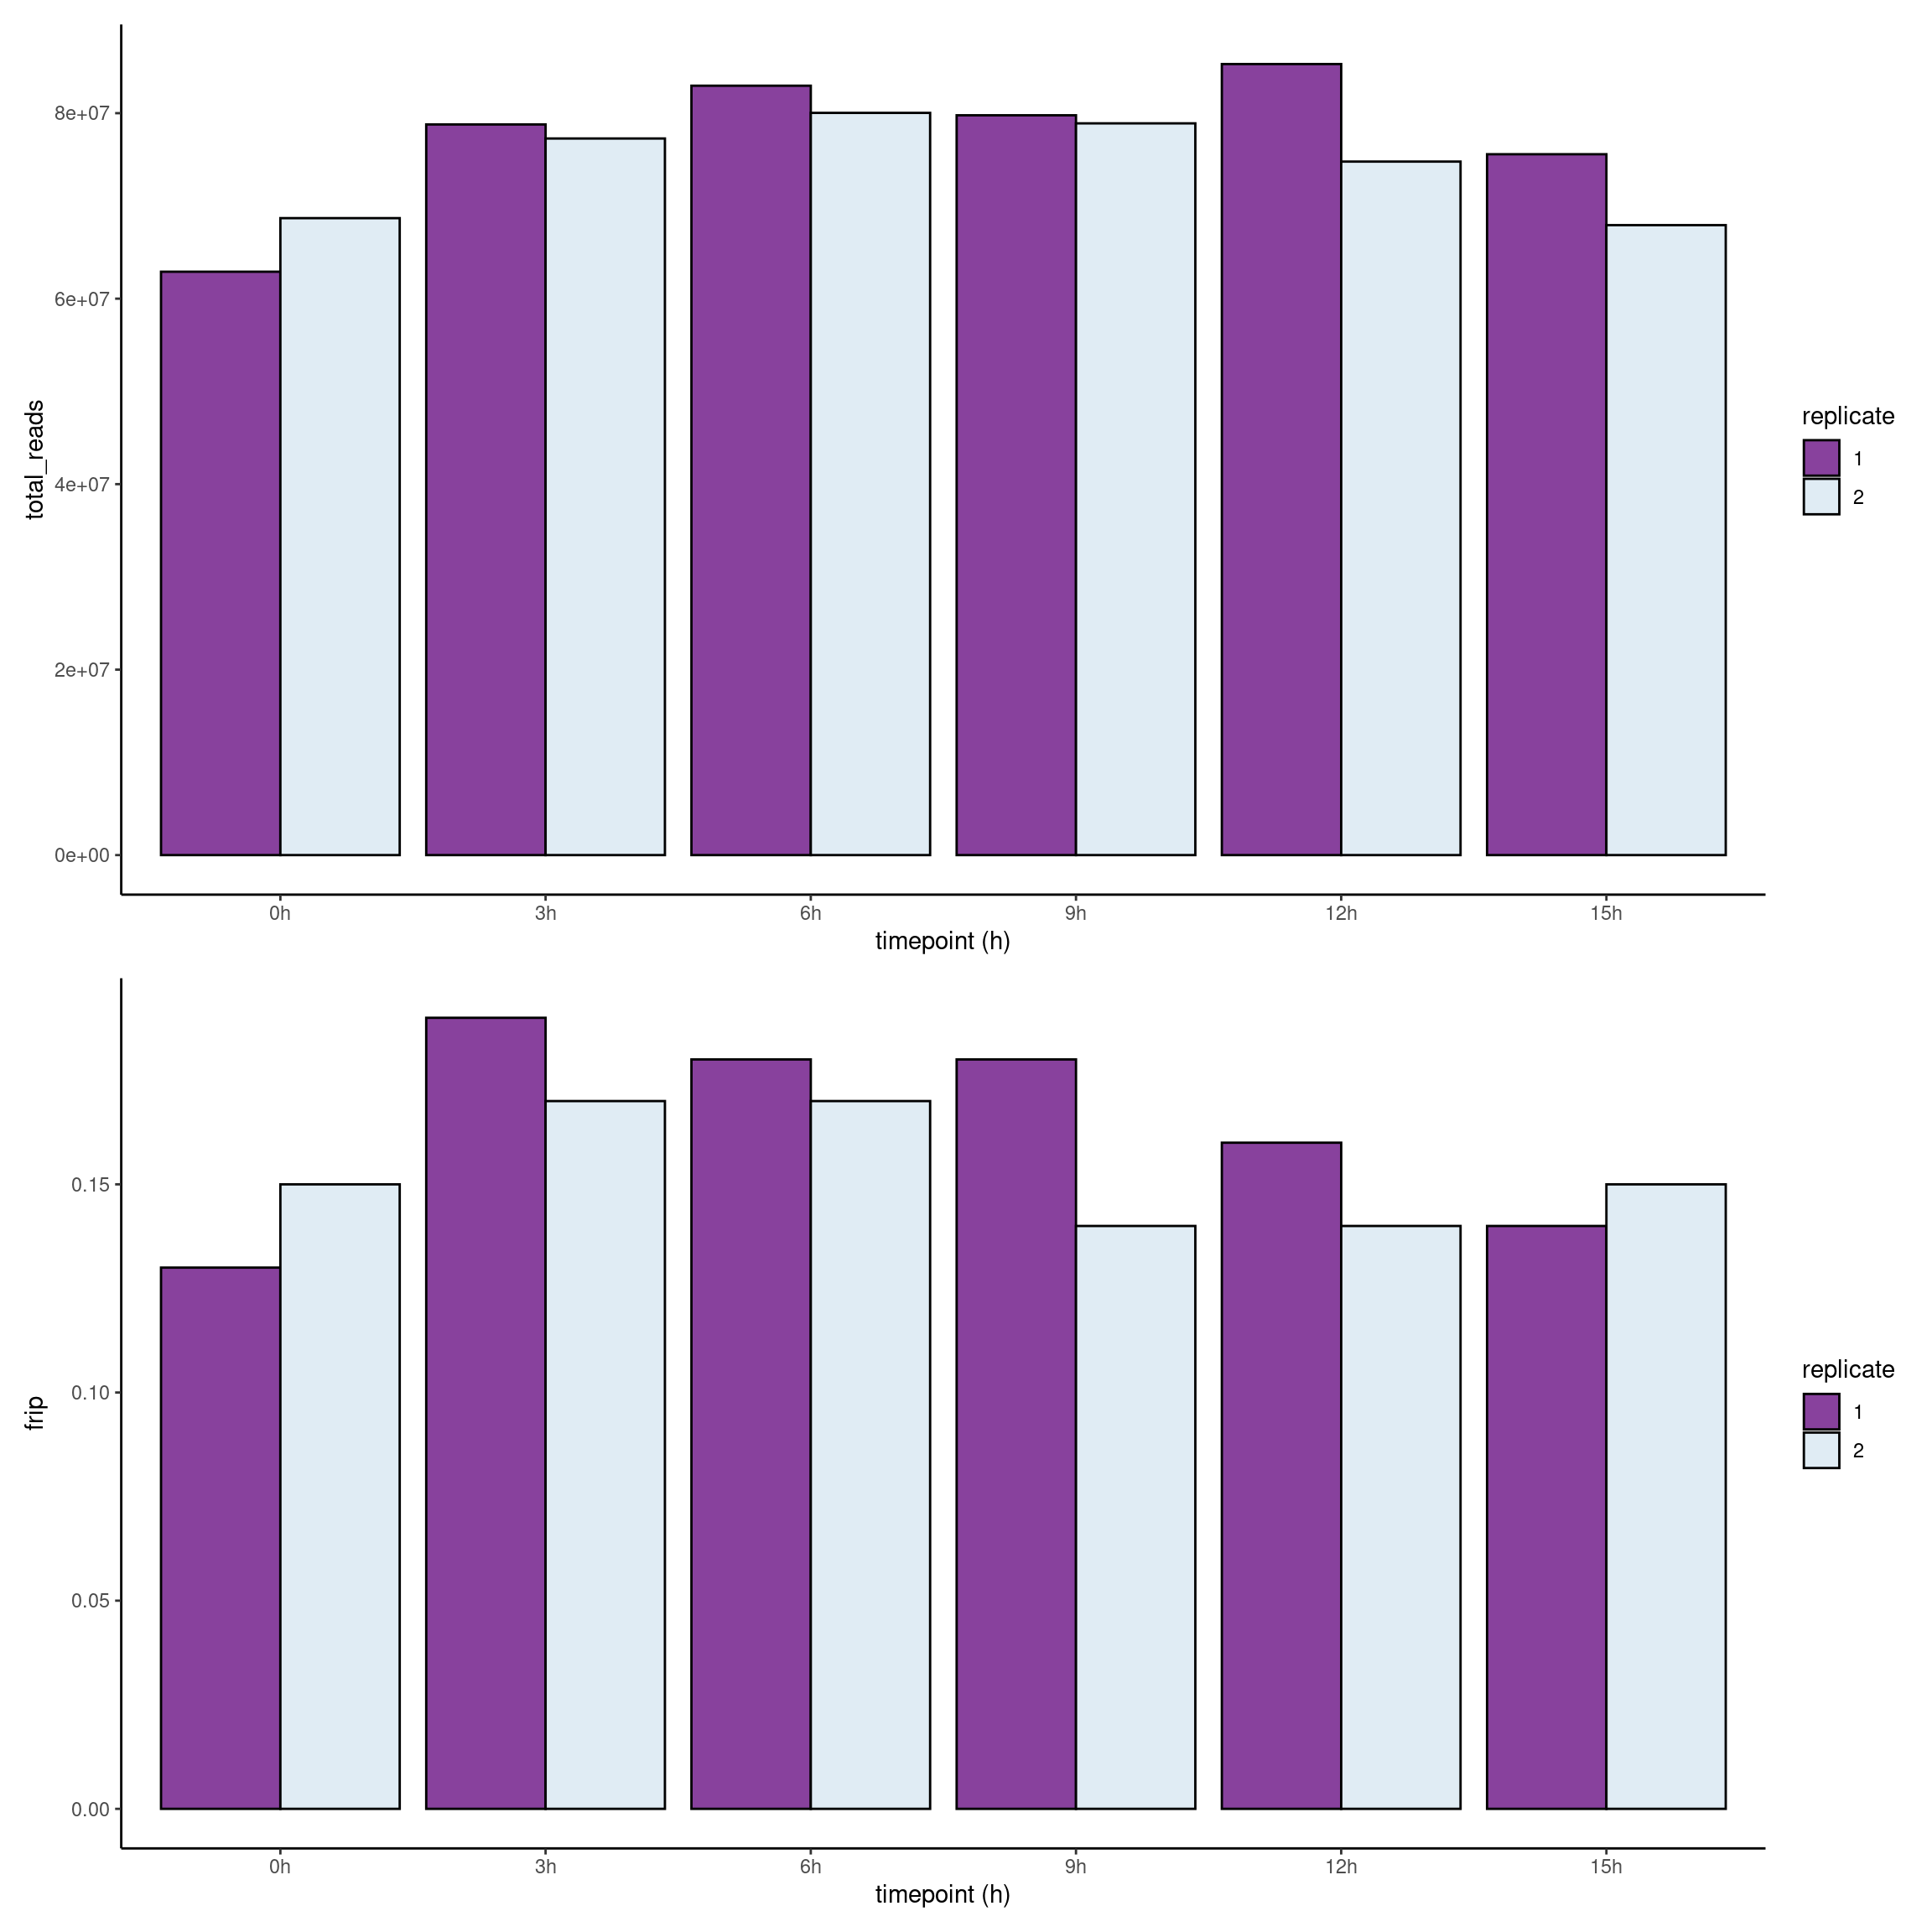 total_reads
8e+07
6e+07
4e+07
2e+07
0e+00
0h 3h 6h 9h 12h 15h
timepoint (h)
replicate
1
2
frip
0.15
0.10
0.05
0.00
0h 3h 6h 9h 12h 15h
timepoint (h)
replicate
1
2